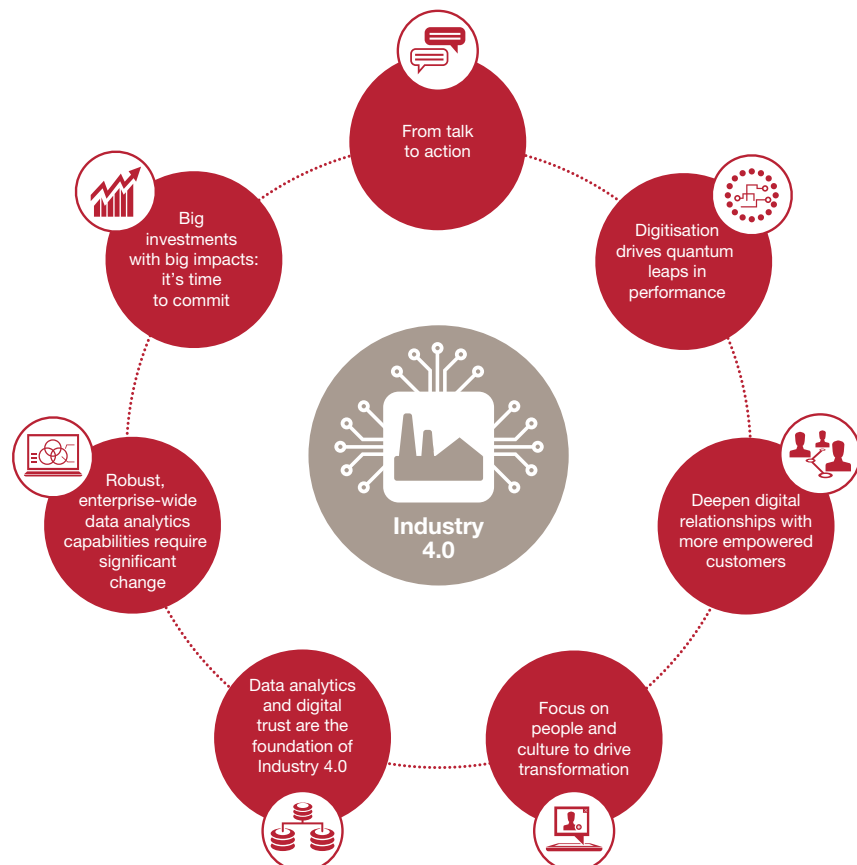 From talk
to action
Digitisation
drives quantum
leaps in
performance
Deepen digital
relationships with
more empowered
customers
Focus on
people and
culture to drive
transformation
Data analytics
and digital
trust are the
foundation of
Industry 4.0
Robust,
enterprise-wide
data analytics
capabilities require
significant
change
Big
investments
with big impacts:
it’s time
to commit
Industry
4.0